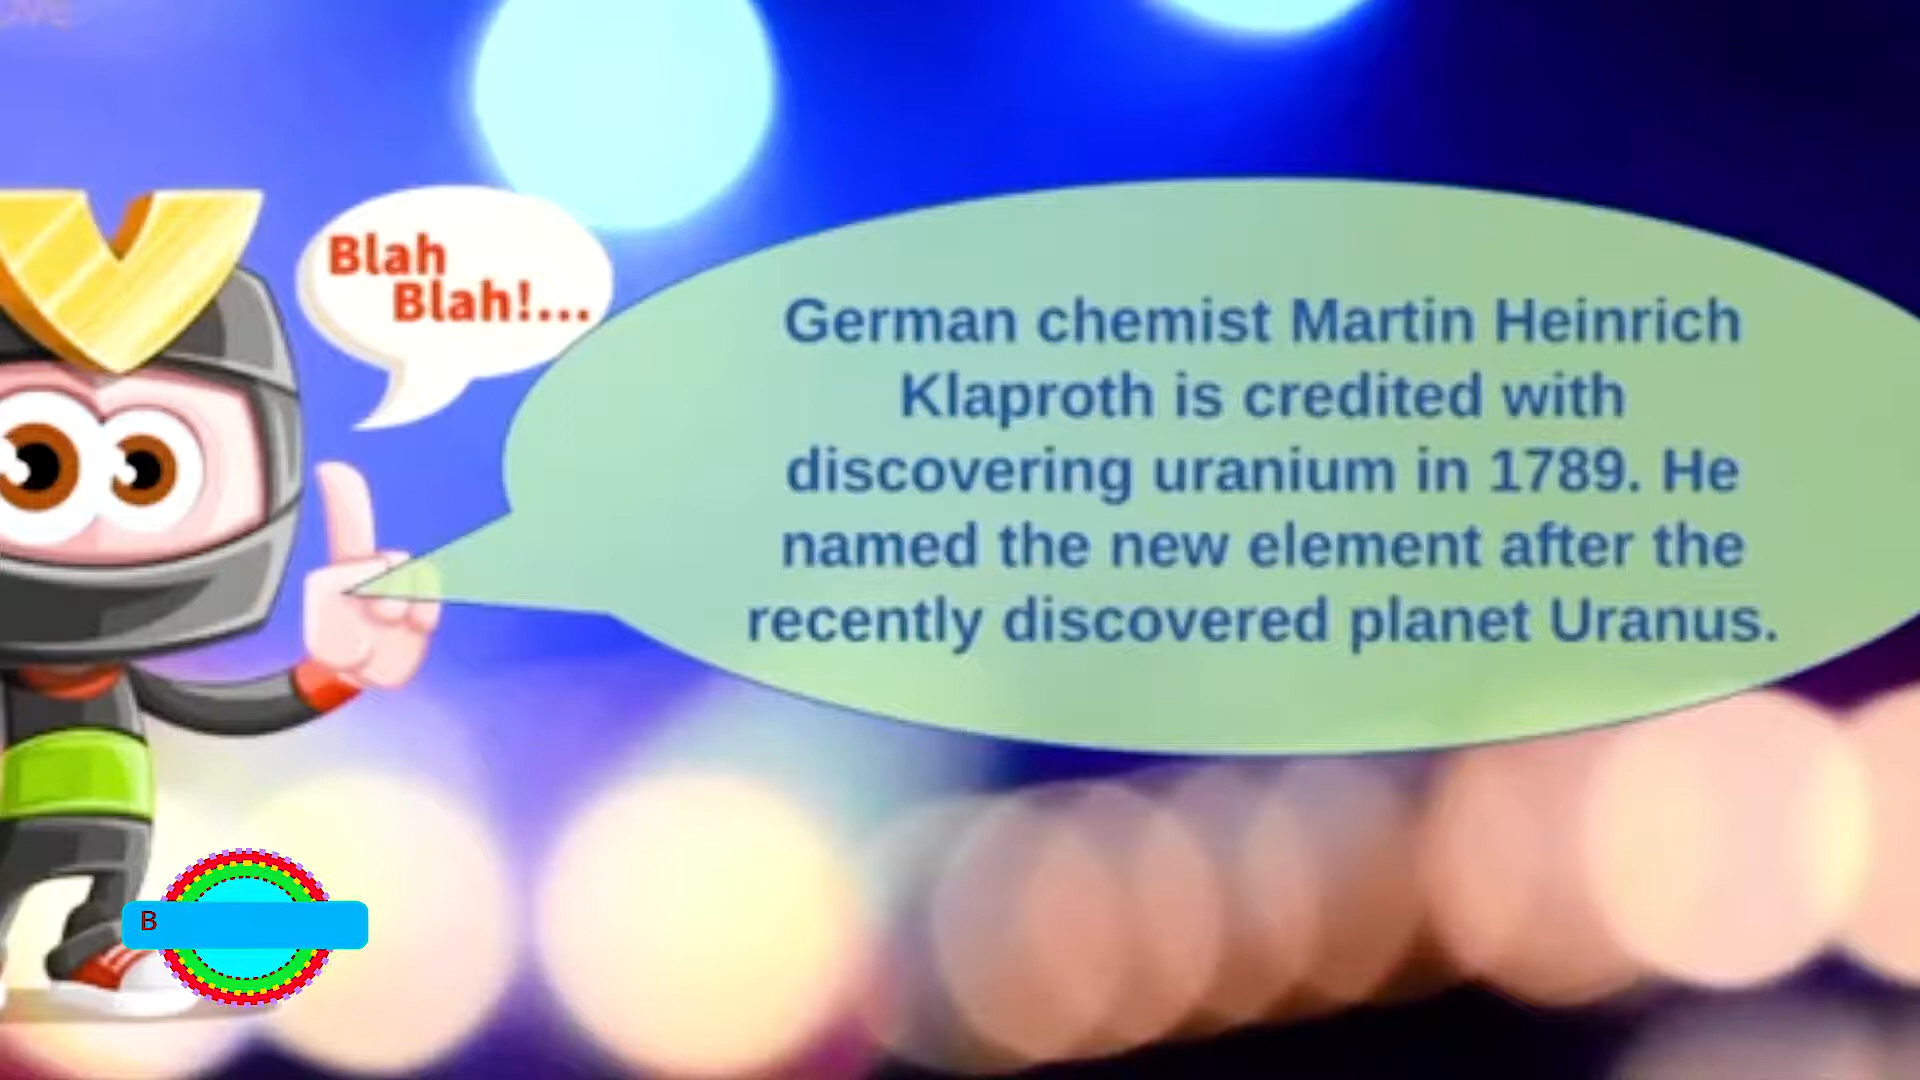 Blah
Blah!...
German chemist Martin Heinrich
Klaproth is credited with
discovering uranium in 1789. He
named the new element after the
recently discovered planet Uranus.
B